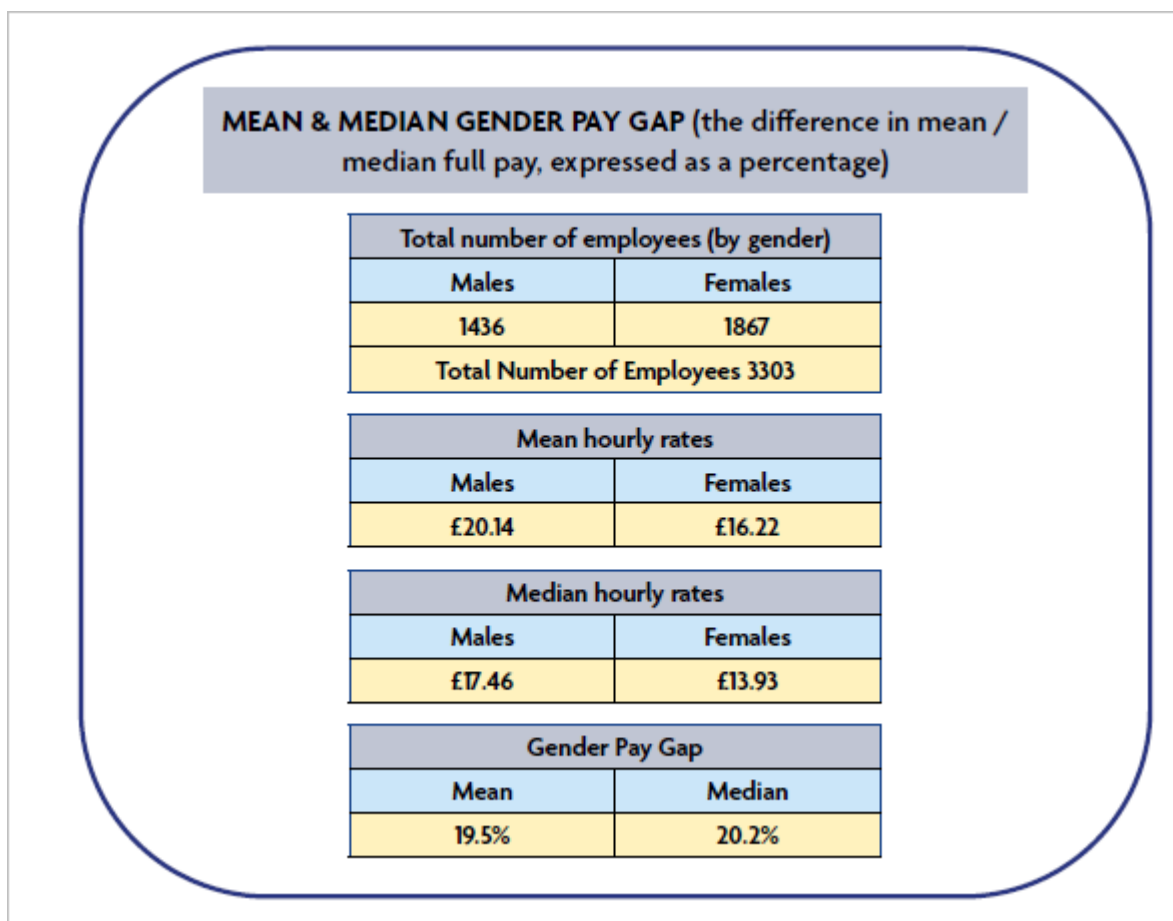 MEAN & MEDIAN GENDER PAY GAP (the difference in mean /
median full pay, expressed as a percentage)
Total number of employees (by gender)
Males Females
1436 1867
Total Number of Employees 3303
Mean hourly rates
Males Females
£20.14 £16.22
Median hourly rates
Males Females
£17.46 £13.93
Gender Pay Gap
Mean Median
19.5% 20.2%